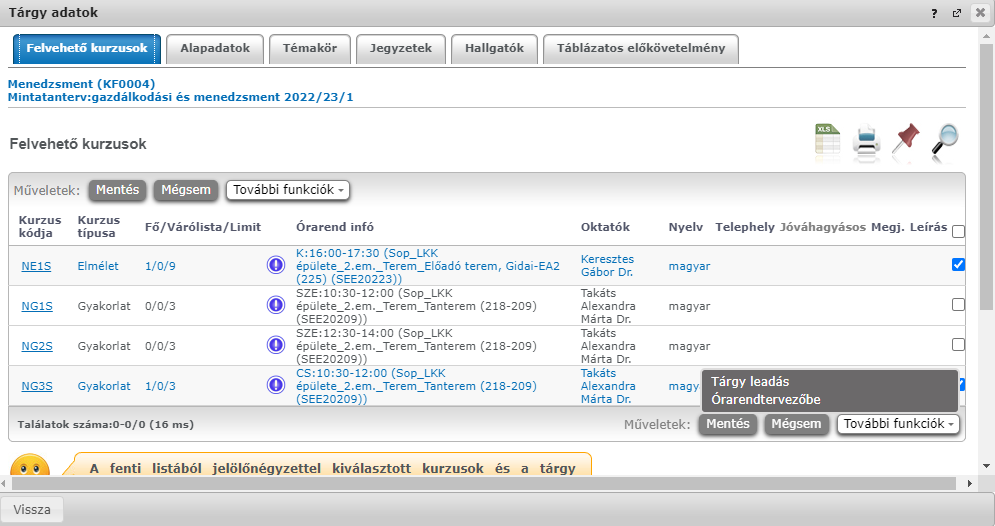 Tárgy adatok
?
Felvehető kurzusok Alapadatok Témakör Jegyzetek Hallgatók Táblázatos előkövetelmény
Menedzsment (KF0004)
Mintatanterv:gazdálkodási és menedzsment 2022/23/1
Felvehető kurzusok
XLS
Műveletek: Mentés Mégsem További funkciók
Kurzus kódja Kurzus típusa Fő/Várólista/Limit Órarend infó Oktatók Nyelv Telephely Jóváhagyásos Megj. Leírás
NE1S Elmélet 1/0/9 K:16:00-17:30 (Sop_LKK épülete_2.em._Terem_Előadó terem, Gidai-EA2 (225) (SEE20223)) Keresztes Gábor Dr. magyar
NG1S Gyakorlat 0/0/3 SZE:10:30-12:00 (Sop_LKK épülete_2.em._Terem_Tanterem (218-209) (SEE20209)) Takáts Alexandra Márta Dr. magyar
NG2S Gyakorlat 0/0/3 SZE:12:30-14:00 (Sop_LKK épülete_2.em._Terem_Tanterem (218-209) (SEE20209)) Takáts Alexandra Márta Dr. magyar
NG3S Gyakorlat 1/0/3 CS:10:30-12:00 (Sop_LKK épülete_2.em._Terem_Tanterem (218-209) (SEE20209)) Takáts Alexandra Márta Dr.
Tárgy leadás
Órarendtervezőbe
Találatok száma:0-0/0 (16 ms) Műveletek: Mentés Mégsem További funkciók
A fenti listából jelölőnégyzettel kiválasztott kurzusok és a tárgy
Vissza